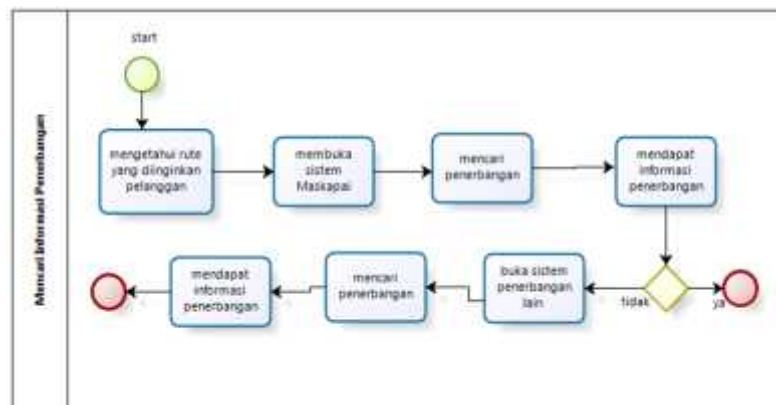 Mencari Informasi Penerbangan
start
mengetahui rute
yang diinginkan
pelanggan
membuka
sistem
Maskapai
mencari
penerbangan
mendapat
informasi
penerbangan
mendapat
informasi
penerbangan
mencari
penerbangan
buka sistem
penerbangan
lain
tidak
ya